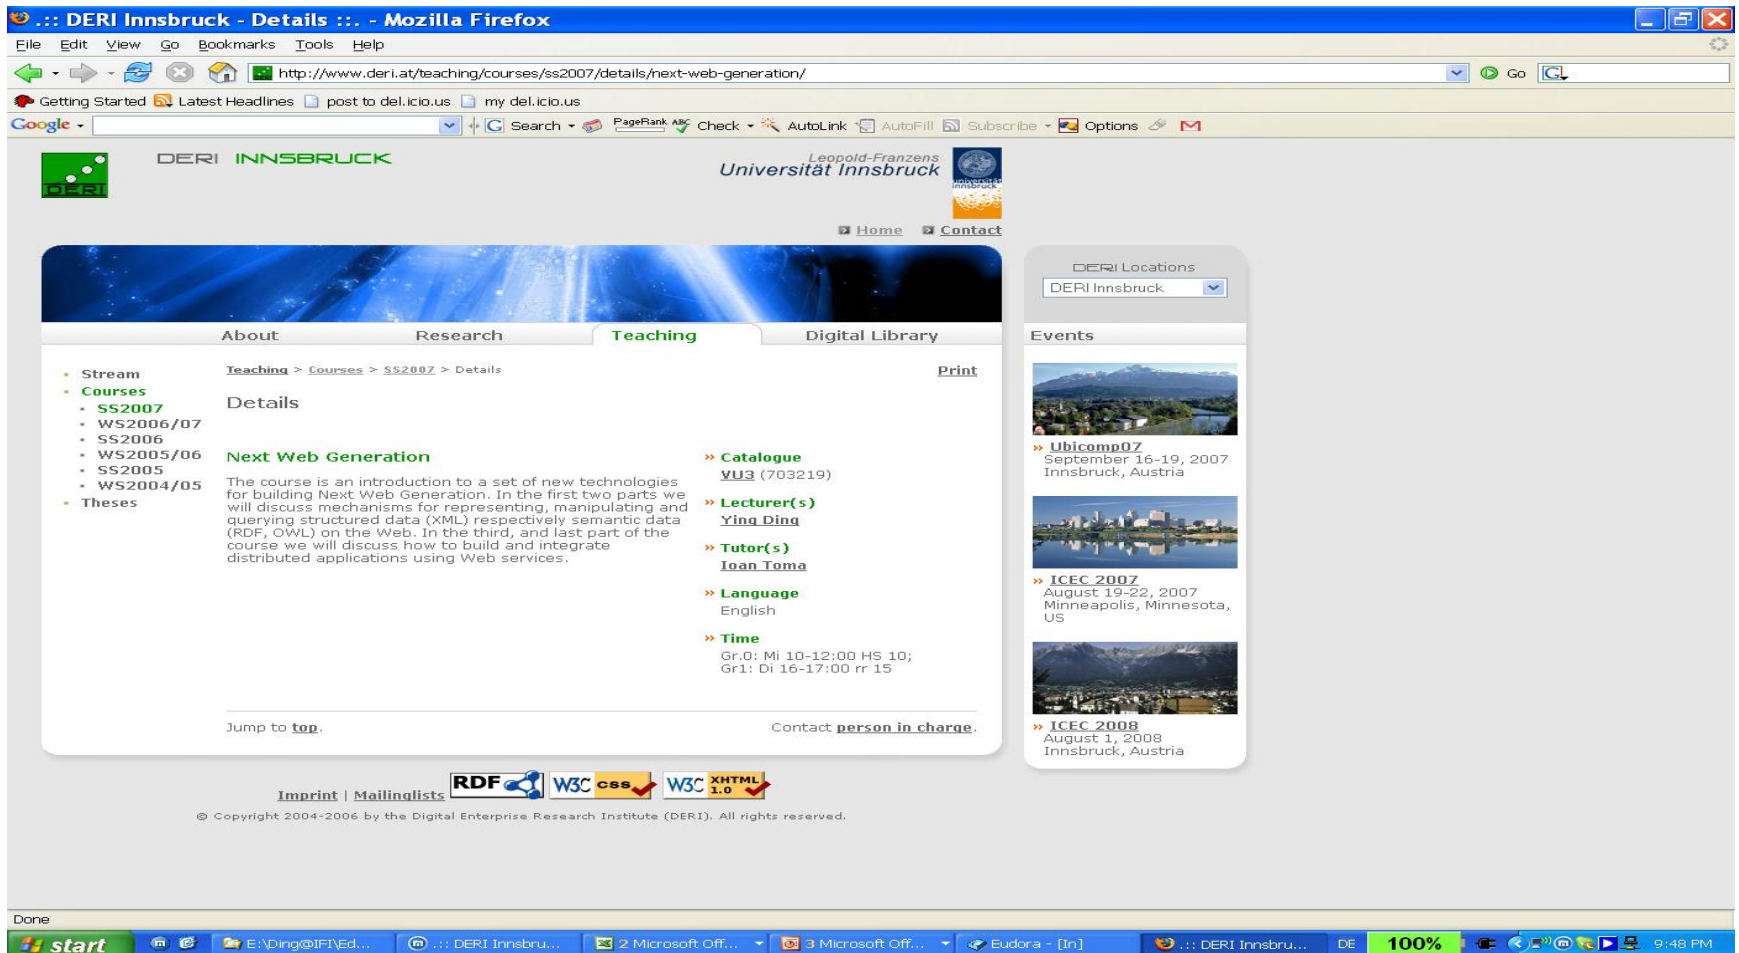 .:: DERI Innsbruck - Details ::. - Mozilla Firefox
File Edit View Go Bookmarks Tools Help
http://www.deri.at/teaching/courses/ss2007/details/next-web-generation/
Go
G
Getting Started Latest Headlines post to del.icio.us my del.icio.us
Google
G Search PageRank ABC Check AutoLink AutoFill Subscribe Options
DERI
DERI INNSBRUCK
Leopold-Franzens
Universität Innsbruck
universität
innsbruck
Home Contact
DERI Locations
DERI Innsbruck
About Research Teaching Digital Library
Events
Stream
Courses
SS2007
WS2006/07
SS2006
WS2005/06
SS2005
WS2004/05
Theses
Teaching > Courses > SS2007 > Details
Print
Details
Next Web Generation
The course is an introduction to a set of new technologies
for building Next Web Generation. In the first two parts we
will discuss mechanisms for representing, manipulating and
querying structured data (XML) respectively semantic data
(RDF, OWL) on the Web. In the third, and last part of the
course we will discuss how to build and integrate
distributed applications using Web services.
» Catalogue
VU3 (703219)
» Lecturer(s)
Ying Ding
» Tutor(s)
Ioan Toma
» Language
English
» Time
Gr.0: Mi 10-12:00 HS 10;
Gr1: Di 16-17:00 rr 15
» Ubicomp07
September 16-19, 2007
Innsbruck, Austria
» ICEC 2007
August 19-22, 2007
Minneapolis, Minnesota,
US
» ICEC 2008
August 1, 2008
Innsbruck, Austria
Jump to top.
Contact person in charge.
Imprint | Mailinglists
RDF
W3C css
W3C XHTML 1.0
© Copyright 2004-2006 by the Digital Enterprise Research Institute (DERI). All rights reserved.
Done
start
E:\Ding@IFI\Ed...
.:: DERI Innsbru...
2 Microsoft Off...
3 Microsoft Off...
Eudora - [In]
.:: DERI Innsbru...
DE
100%
9:48 PM